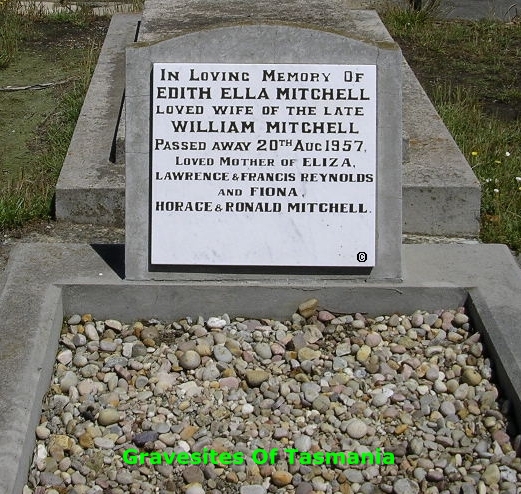 In Loving Memory Of
EDITH ELLA MITCHELL
LOVED WIFE OF THE LATE
WILLIAM MITCHELL
PASSED AWAY 20TH AUG 1957,
LOVED MOTHER OF ELIZA,
LAWRENCE & FRANCIS REYNOLDS
AND FIONA,
HORACE & RONALD MITCHELL.
©
Gravesites Of Tasmania